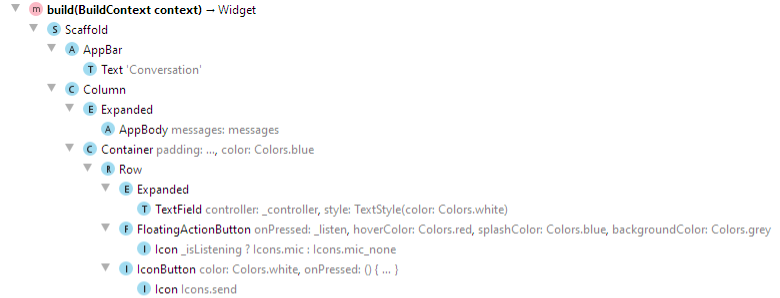 m build(BuildContext context) → Widget
S Scaffold
A AppBar
T Text 'Conversation'
C Column
E Expanded
A AppBody messages: messages
C Container padding: ..., color: Colors.blue
R Row
E Expanded
T TextField controller: _controller, style: TextStyle(color: Colors.white)
F FloatingActionButton onPressed: _listen, hoverColor: Colors.red, splashColor: Colors.blue, backgroundColor: Colors.grey
I Icon _isListening ? Icons.mic : Icons.mic_none
I IconButton color: Colors.white, onPressed: () { ... }
I Icon Icons.send